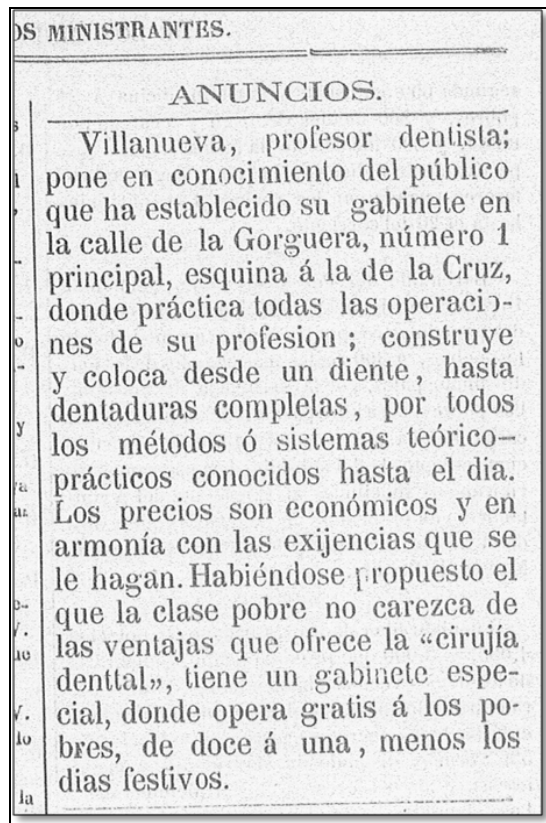 OS MINISTRANTES.
ANUNCIOS.
Villanueva, profesor dentista;
pone en conocimiento del público
que ha establecido su gabinete en
la calle de la Gorguera, número 1
principal, esquina á la de la Cruz,
donde práctica todas las operacio-
nes de su profesion; construye
y coloca desde un diente, hasta
dentaduras completas, por todos
los métodos ó sistemas teórico-
prácticos conocidos hasta el dia.
Los precios son económicos y en
armonía con las exijencias que se
le hagan. Habiéndose propuesto el
que la clase pobre no carezca de
las ventajas que ofrece la «cirujía
denttal», tiene un gabinete espe-
cial, donde opera gratis á los po-
bres, de doce á una, menos los
dias festivos.